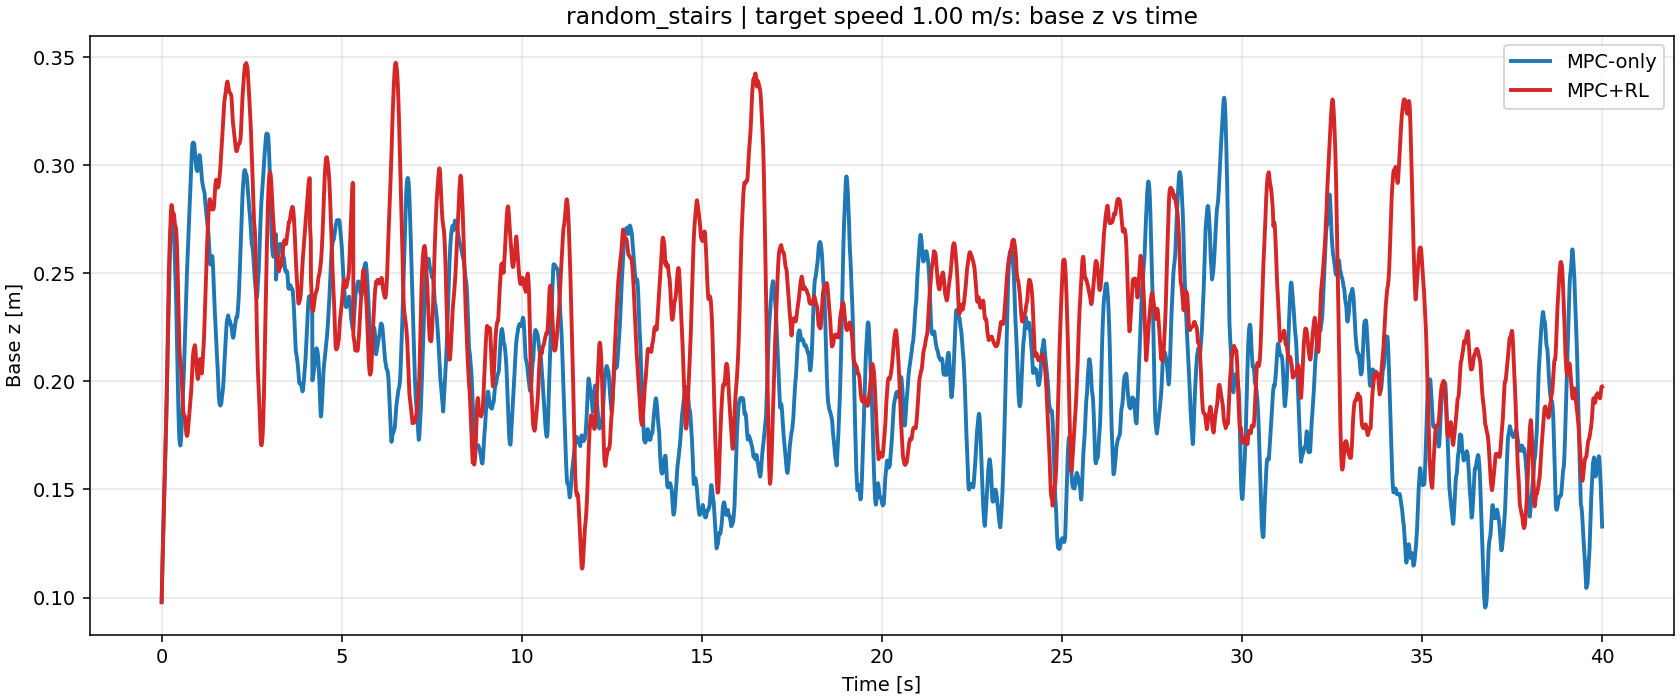 random_stairs | target speed 1.00 m/s: base z vs time
MPC-only
MPC+RL
Base z [m]
0.35
0.30
0.25
0.20
0.15
0.10
0 5 10 15 20 25 30 35 40
Time [s]